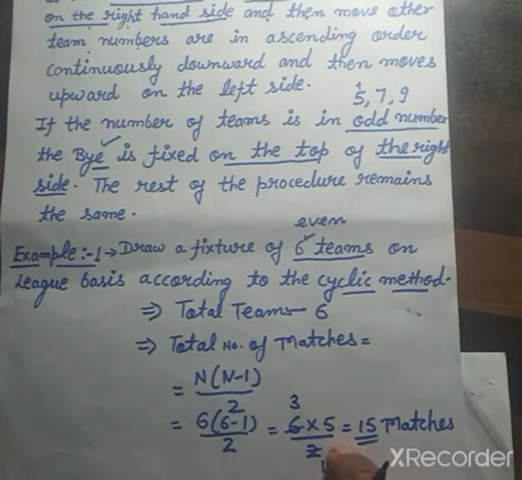 on the right hand side and then move other
team numbers are in ascending order
continuously downward and then moves
upward on the left side.
5, 7, 9
If the number of teams is in odd number
the Bye is fixed on the top of the right
side. The rest of the procedure remains
the same.
even
Example:-1→ Draw a fixture of 6 teams on
League basis according to the cyclic method.
⇒ Total Teams- 6
⇒ Total No. of Matches =
= N(N-1)/2
= 6(6-1)/2 = 6×5/2 = 15 Matches
3
1
XRecorder